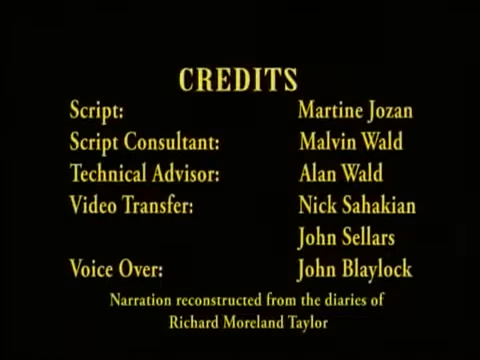 CREDITS
Script: Martine Jozan
Script Consultant: Malvin Wald
Technical Advisor: Alan Wald
Video Transfer: Nick Sahakian
John Sellars
Voice Over: John Blaylock
Narration reconstructed from the diaries of
Richard Moreland Taylor